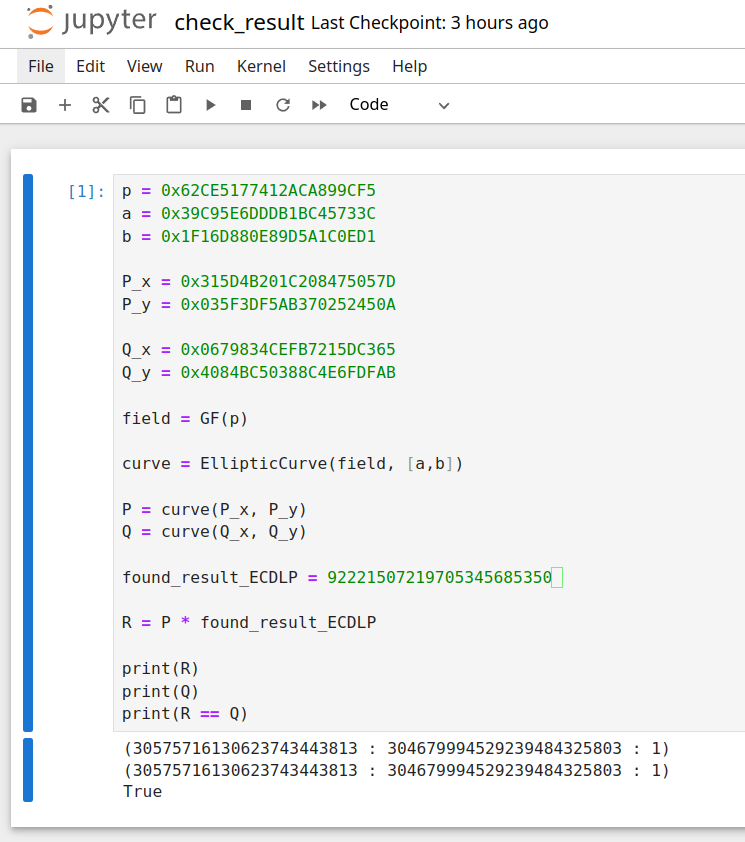 jupyter check_result Last Checkpoint: 3 hours ago
File Edit View Run Kernel Settings Help
Code
[1]: p = 0x62CE5177412ACA899CF5
a = 0x39C95E6DDDB1BC45733C
b = 0x1F16D880E89D5A1C0ED1
P_x = 0x315D4B201C208475057D
P_y = 0x035F3DF5AB370252450A
Q_x = 0x0679834CEFB7215DC365
Q_y = 0x4084BC50388C4E6FDFAB
field = GF(p)
curve = EllipticCurve(field, [a,b])
P = curve(P_x, P_y)
Q = curve(Q_x, Q_y)
found_result_ECDLP = 92221507219705345685350
R = P * found_result_ECDLP
print(R)
print(Q)
print(R == Q)
(30575716130623743443813 : 304679994529239484325803 : 1)
(30575716130623743443813 : 304679994529239484325803 : 1)
True